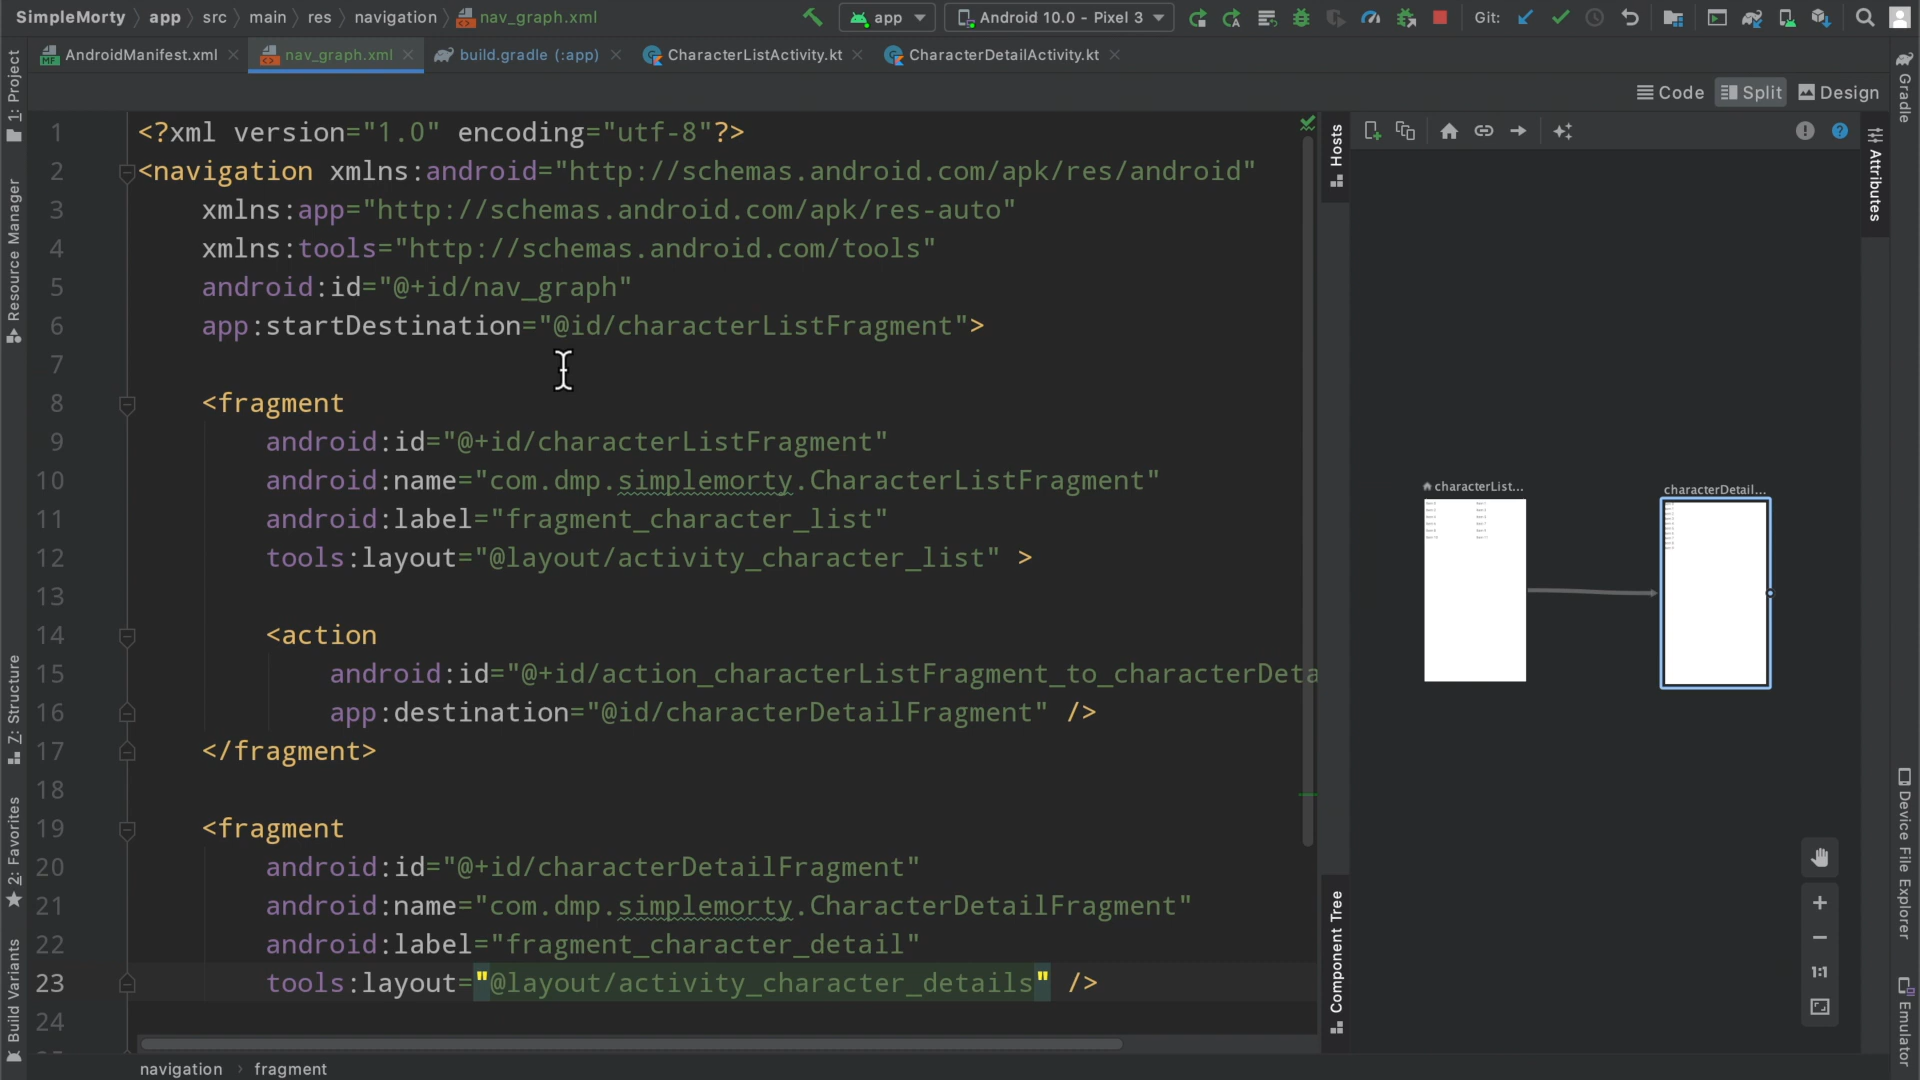 SimpleMorty app src main res navigation nav_graph.xml app Android 10.0 - Pixel 3 Git:
AndroidManifest.xml nav_graph.xml build.gradle (:app) CharacterListActivity.kt CharacterDetailActivity.kt
Code Split Design
1: Project
Resource Manager
Z: Structure
2: Favorites
Build Variants
1 <?xml version="1.0" encoding="utf-8"?>
2 <navigation xmlns:android="http://schemas.android.com/apk/res/android"
3 xmlns:app="http://schemas.android.com/apk/res-auto"
4 xmlns:tools="http://schemas.android.com/tools"
5 android:id="@+id/nav_graph"
6 app:startDestination="@id/characterListFragment">
7
8 <fragment
9 android:id="@+id/characterListFragment"
10 android:name="com.dmp.simplemorty.CharacterListFragment"
11 android:label="fragment_character_list"
12 tools:layout="@layout/activity_character_list" >
13
14 <action
15 android:id="@+id/action_characterListFragment_to_characterDeta
16 app:destination="@id/characterDetailFragment" />
17 </fragment>
18
19 <fragment
20 android:id="@+id/characterDetailFragment"
21 android:name="com.dmp.simplemorty.CharacterDetailFragment"
22 android:label="fragment_character_detail"
23 tools:layout="@layout/activity_character_details" />
24
navigation fragment
Hosts
Component Tree
characterList...
characterDetail...
1:1
Attributes
Gradle
Device File Explorer
Emulator